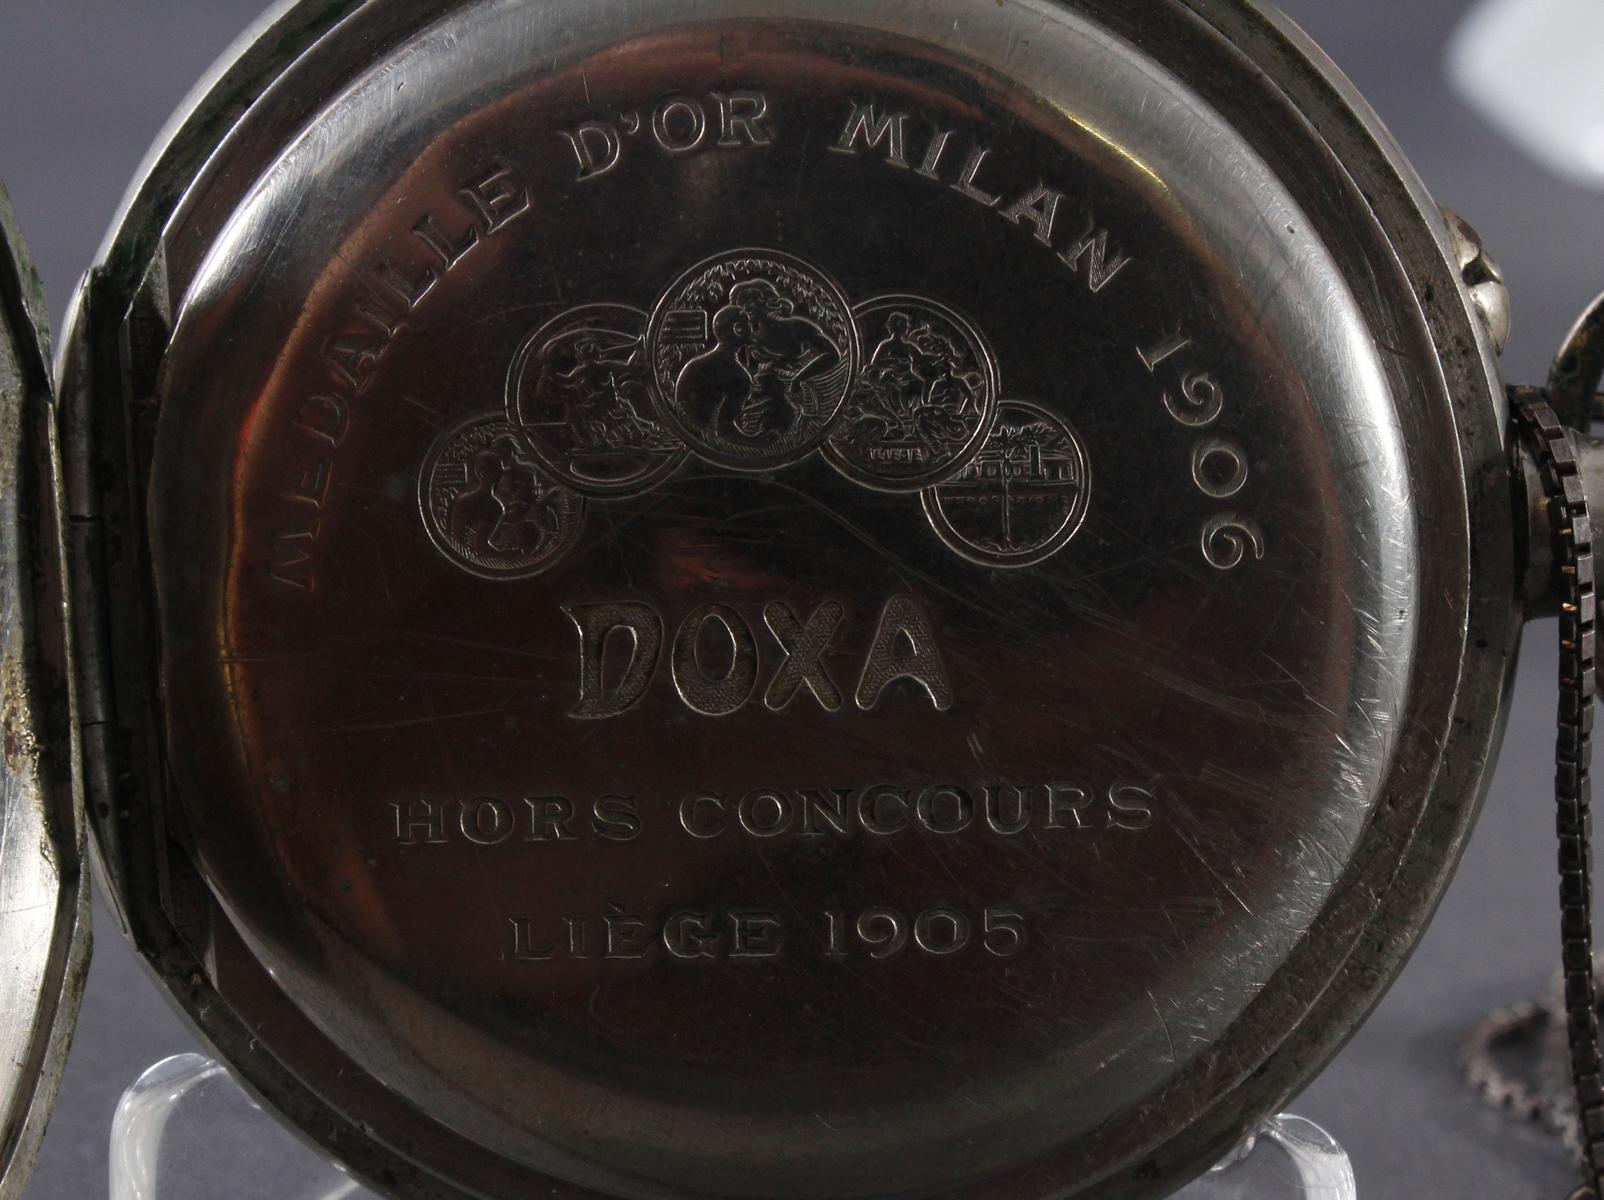 MEDAILLE D'OR MILAN 1906
DOXA
HORS CONCOURS
LIÈGE 1905